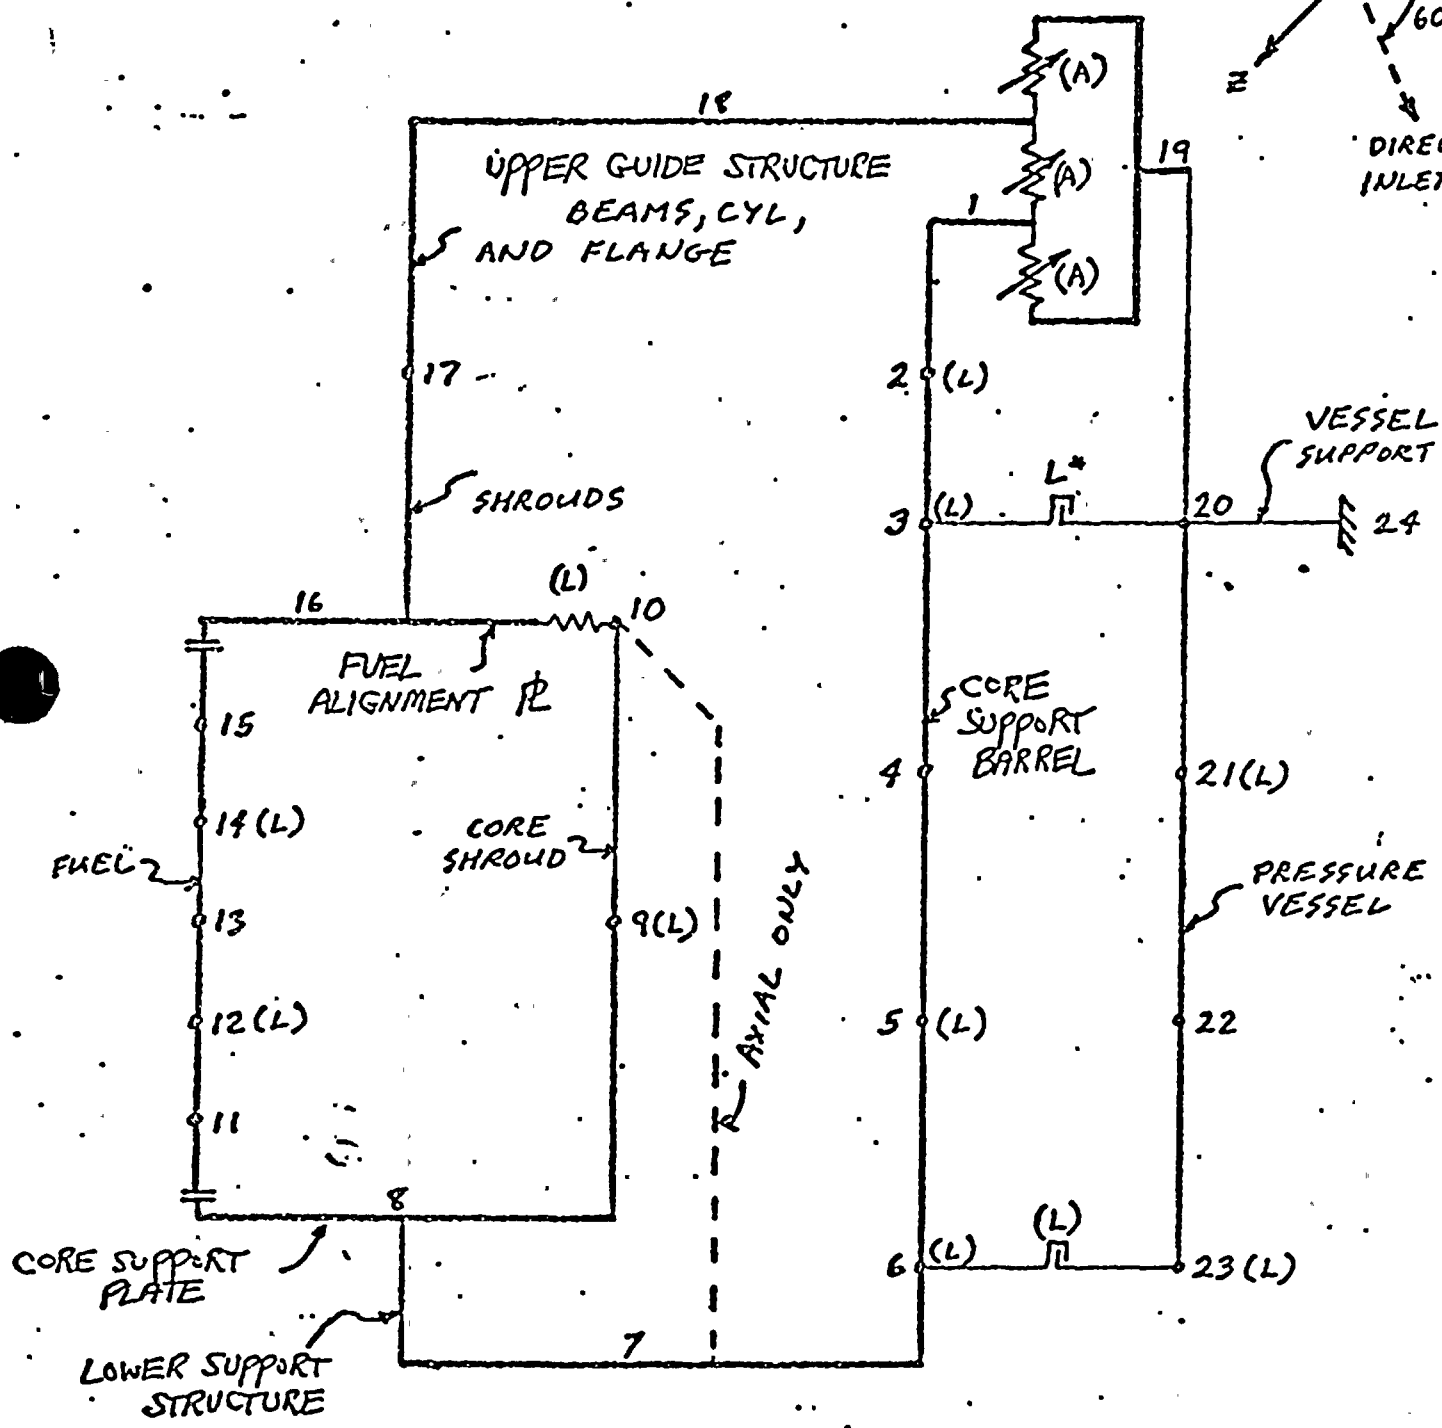 60
(A)
18
DIREC
INLET
UPPER GUIDE STRUCTURE
BEAMS, CYL,
AND FLANGE
(A)
19
1
(A)
17
2 (L)
VESSEL
SUPPORT
SHROUDS
L*
3 (L)
20
24
(L)
16
10
FUEL
ALIGNMENT PL
CORE
SUPPORT
BARREL
15
4
21(L)
14(L)
CORE
SHROUD
FUEL
PRESSURE
VESSEL
13
9(L)
AXIAL ONLY
12(L)
5 (L)
22
11
8
(L)
6 (L)
23(L)
CORE SUPPORT
PLATE
7
LOWER SUPPORT
STRUCTURE